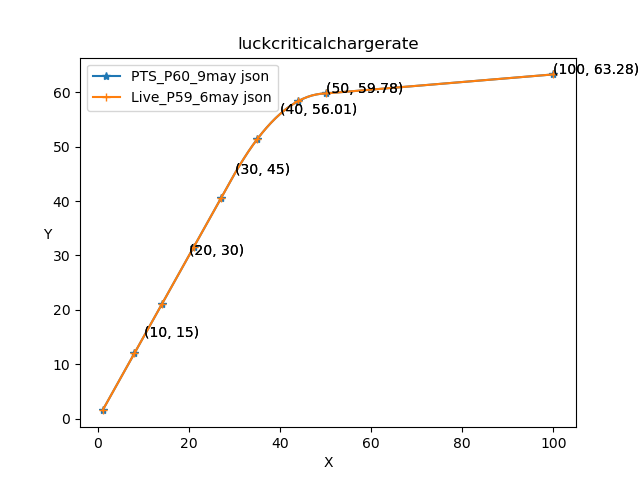 luckcriticalchargerate
PTS_P60_9may json
Live_P59_6may json
(100, 63.28)
(50, 59.78)
(40, 56.01)
(30, 45)
(20, 30)
(10, 15)
Y
60
50
40
30
20
10
0
0 20 40 60 80 100
X